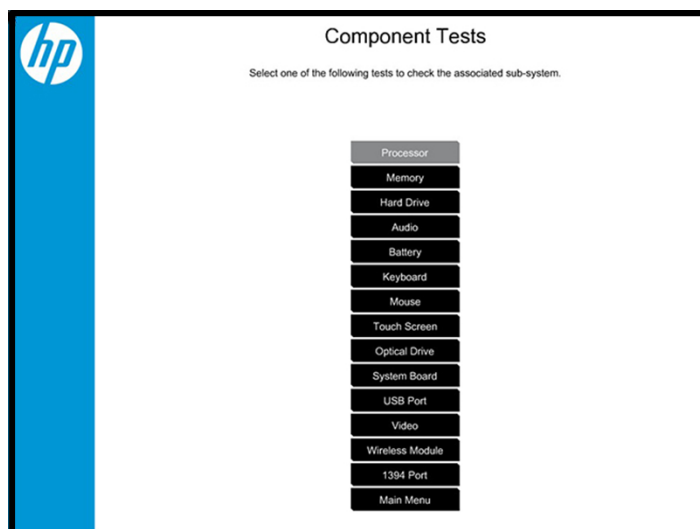 hp
Component Tests
Select one of the following tests to check the associated sub-system.
Processor
Memory
Hard Drive
Audio
Battery
Keyboard
Mouse
Touch Screen
Optical Drive
System Board
USB Port
Video
Wireless Module
1394 Port
Main Menu